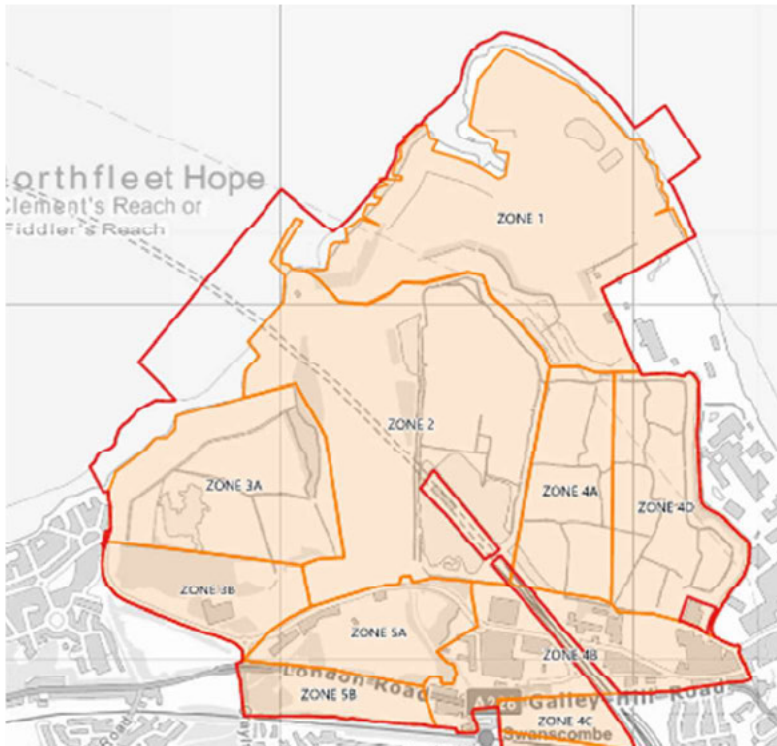 orthfleet Hope
Clement's Reach or
Fiddler's Reach
ZONE 1
ZONE 2
ZONE 3A
ZONE 4A
ZONE 4D
ZONE 3B
ZONE 5A
ZONE 4B
London Road
ZONE 5B
A226
Galley Hill Road
ZONE 4C
Swanscombe
Road